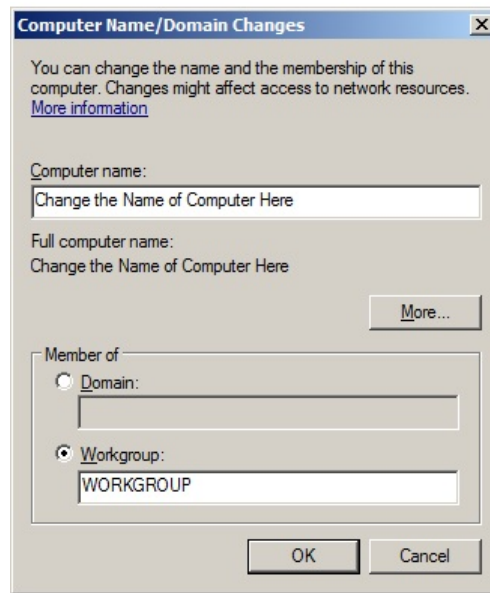 Computer Name/Domain Changes
You can change the name and the membership of this
computer. Changes might affect access to network resources.
More information
Computer name:
Change the Name of Computer Here
Full computer name:
Change the Name of Computer Here
More...
Member of
Domain:
Workgroup:
WORKGROUP
OK Cancel